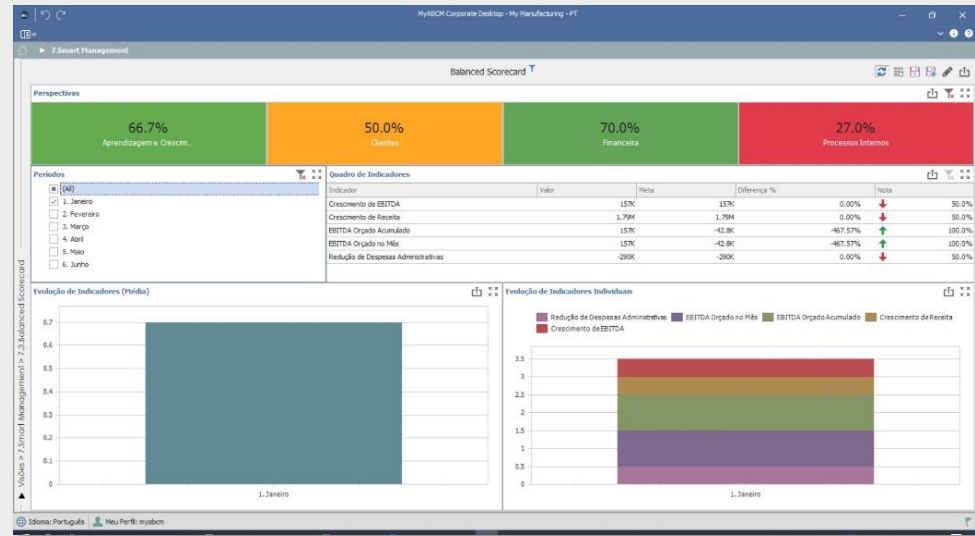 MyABCM Corporate Desktop - My Manufacturing - PT
7.Smart Management
Balanced Scorecard
Perspectivas
66.7%
Aprendizagem e Crescim...
50.0%
Clientes
70.0%
Financeira
27.0%
Processos Internos
Períodos
(All)
1. Janeiro
2. Fevereiro
3. Março
4. Abril
5. Maio
6. Junho
Quadro de Indicadores
Indicador Valor Meta Diferença % Nota
Crescimento de EBITDA 157K 157K 0.00% 50.0%
Crescimento de Receita 1.79M 1.79M 0.00% 50.0%
EBITDA Orçado Acumulado 157K -42.8K -467.57% 100.0%
EBITDA Orçado no Mês 157K -42.8K -467.57% 100.0%
Redução de Despesas Administrativas -290K -290K 0.00% 50.0%
Visões > 7.Smart Management > 7.3.Balanced Scorecard
Evolução de Indicadores (Média)
0.7
0.6
0.5
0.4
0.3
0.2
0.1
0
1. Janeiro
Evolução de Indicadores Individuais
Redução de Despesas Administrativas EBITDA Orçado no Mês EBITDA Orçado Acumulado Crescimento de Receita
Crescimento de EBITDA
3.5
3
2.5
2
1.5
1
0.5
0
1. Janeiro
Idioma: Português Meu Perfil: myabcm